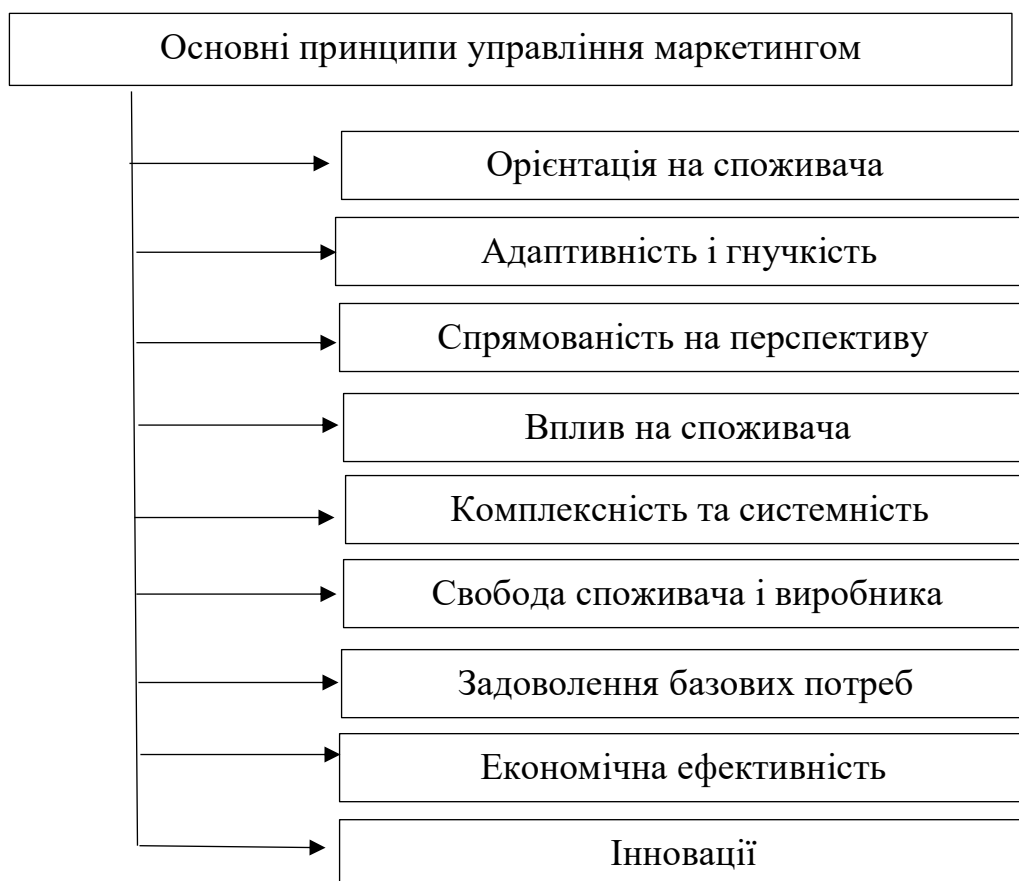 Основні принципи управління маркетингом
Орієнтація на споживача
Адаптивність і гнучкість
Спрямованість на перспективу
Вплив на споживача
Комплексність та системність
Свобода споживача і виробника
Задоволення базових потреб
Економічна ефективність
Інновації